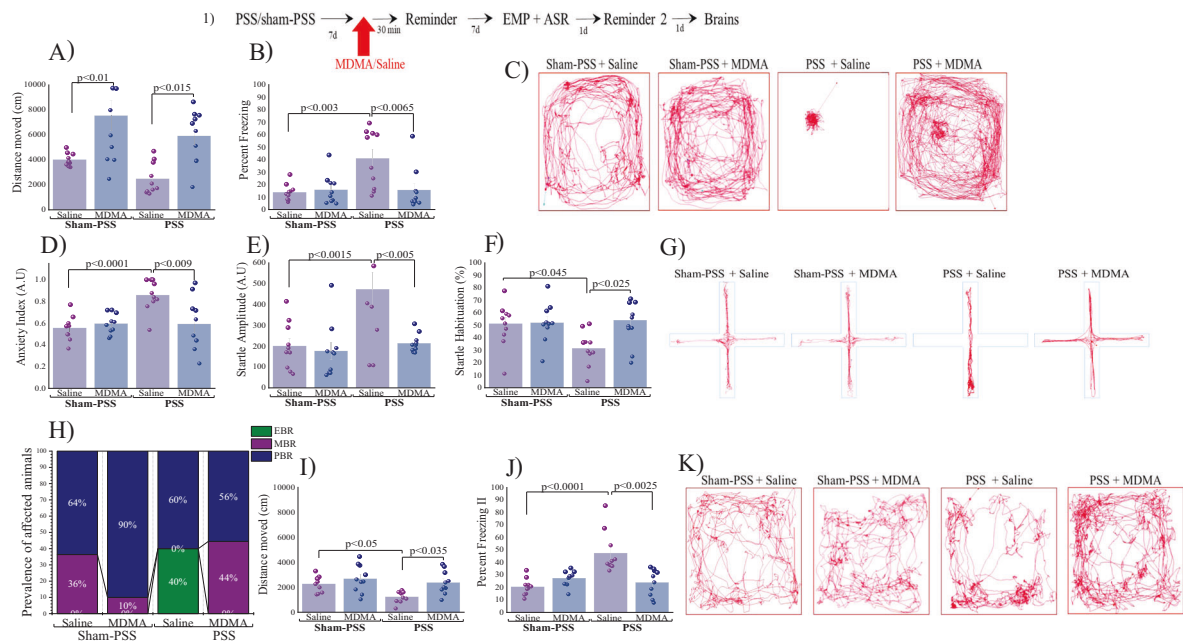 1) PSS/sham-PSS 7d 30 min Reminder 7d EMP + ASR 1d Reminder 2 1d Brains
MDMA/Saline
A)
p<0.01
p<0.015
Distance moved (cm)
10000
8000
6000
4000
2000
0
Saline MDMA Saline MDMA
Sham-PSS PSS
B)
p<0.003 p<0.0065
Percent Freezing
100
90
80
70
60
50
40
30
20
10
0
Saline MDMA Saline MDMA
Sham-PSS PSS
C)
Sham-PSS + Saline Sham-PSS + MDMA PSS + Saline PSS + MDMA
D)
p<0.0001 p<0.009
Anxiety Index (A.U)
1.0
0.8
0.6
0.4
0.2
0.0
Saline MDMA Saline MDMA
Sham-PSS PSS
E)
p<0.0015 p<0.005
Startle Amplitude (A.U)
600
500
400
300
200
100
0
Saline MDMA Saline MDMA
Sham-PSS PSS
F)
p<0.045
p<0.025
Startle Habituation (%)
100
90
80
70
60
50
40
30
20
10
0
Saline MDMA Saline MDMA
Sham-PSS PSS
G)
Sham-PSS + Saline Sham-PSS + MDMA PSS + Saline PSS + MDMA
H)
EBR
MBR
PBR
Prevalence of affected animals
100
90
80
70
60
50
40
30
20
10
0
64% 90% 60% 56%
36% 10% 0% 44%
0% 0% 40% 0%
Saline MDMA Saline MDMA
Sham-PSS PSS
I)
p<0.05 p<0.035
Distance moved (cm)
10000
8000
6000
4000
2000
0
Saline MDMA Saline MDMA
Sham-PSS PSS
J)
p<0.0001 p<0.0025
Percent Freezing II
100
90
80
70
60
50
40
30
20
10
0
Saline MDMA Saline MDMA
Sham-PSS PSS
K)
Sham-PSS + Saline Sham-PSS + MDMA PSS + Saline PSS + MDMA